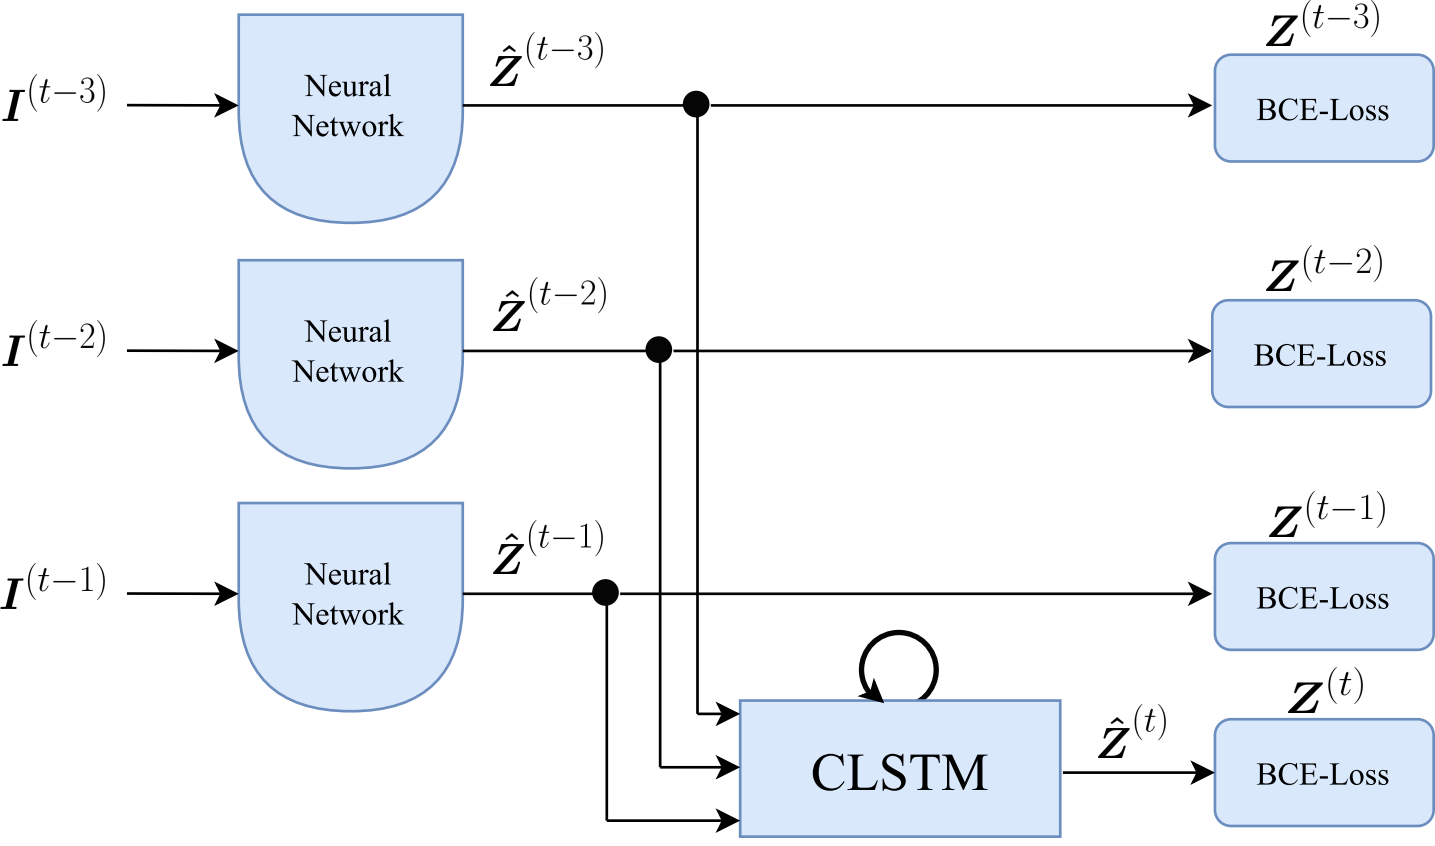 I^(t−3)
Neural
Network
Ẑ^(t−3)
Z^(t−3)
BCE-Loss
I^(t−2)
Neural
Network
Ẑ^(t−2)
Z^(t−2)
BCE-Loss
I^(t−1)
Neural
Network
Ẑ^(t−1)
Z^(t−1)
BCE-Loss
CLSTM
Ẑ^(t)
Z^(t)
BCE-Loss